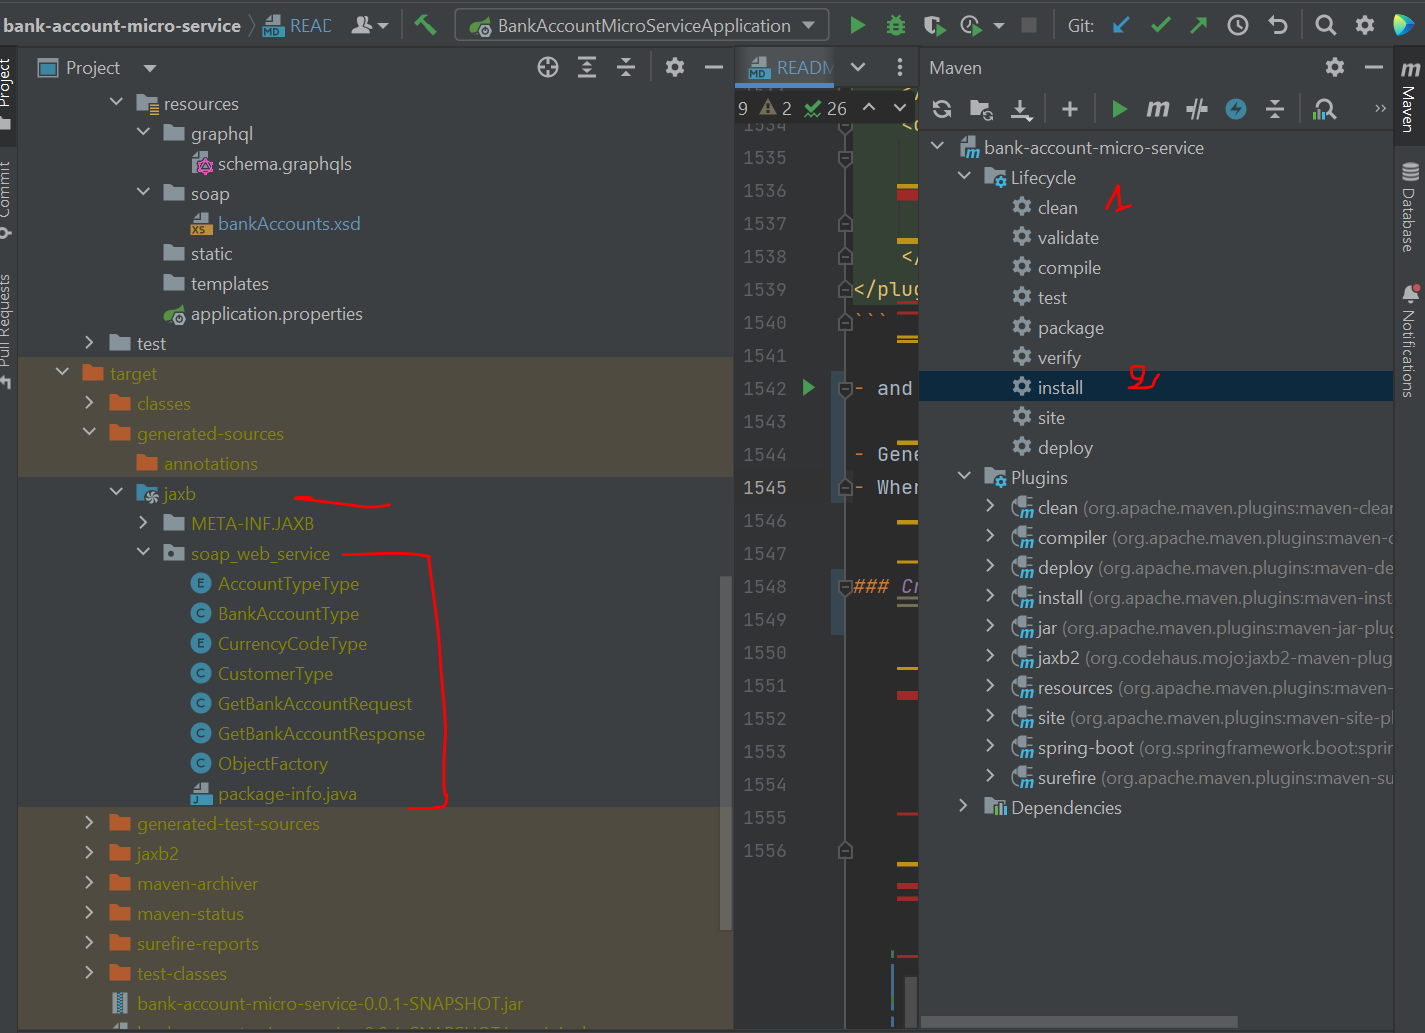 bank-account-micro-service
READ
BankAccountMicroServiceApplication
Git:
Project
resources
graphql
schema.graphqls
soap
bankAccounts.xsd
static
templates
application.properties
test
target
classes
generated-sources
annotations
jaxb
META-INF.JAXB
soap_web_service
AccountTypeType
BankAccountType
CurrencyCodeType
CustomerType
GetBankAccountRequest
GetBankAccountResponse
ObjectFactory
package-info.java
generated-test-sources
jaxb2
maven-archiver
maven-status
surefire-reports
test-classes
bank-account-micro-service-0.0.1-SNAPSHOT.jar
Project
Commit
Pull Requests
READM
9 2 26
1534 <c
1535
1536
1537
1538 </
1539 </plug
1540 ```
1541
1542 - and
1543
1544 - Gene
1545 - Wher
1546
1547
1548 ### Cr
1549
1550
1551
1552
1553
1554
1555
1556
Maven
bank-account-micro-service
Lifecycle
clean 1
validate
compile
test
package
verify
install 2
site
deploy
Plugins
clean (org.apache.maven.plugins:maven-clean
compiler (org.apache.maven.plugins:maven-c
deploy (org.apache.maven.plugins:maven-de
install (org.apache.maven.plugins:maven-inst
jar (org.apache.maven.plugins:maven-jar-plug
jaxb2 (org.codehaus.mojo:jaxb2-maven-plug
resources (org.apache.maven.plugins:maven-
site (org.apache.maven.plugins:maven-site-pl
spring-boot (org.springframework.boot:sprin
surefire (org.apache.maven.plugins:maven-su
Dependencies
Maven
Database
Notifications